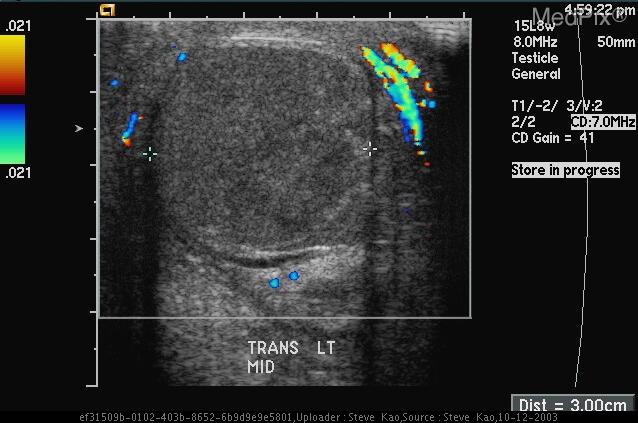 .021
.021
4:59:22 pm
MedPix®
15L8w
8.0MHz 50mm
Testicle
General
T1/-2/ 3/V:2
2/2 CD:7.0MHz
CD Gain = 41
Store in progress
TRANS LT
MID
Dist = 3.00cm
ef31509b-0102-403b-8652-6b9d9e9e5801,Uploader:Steve Kao,Source:Steve Kao,10-12-2003